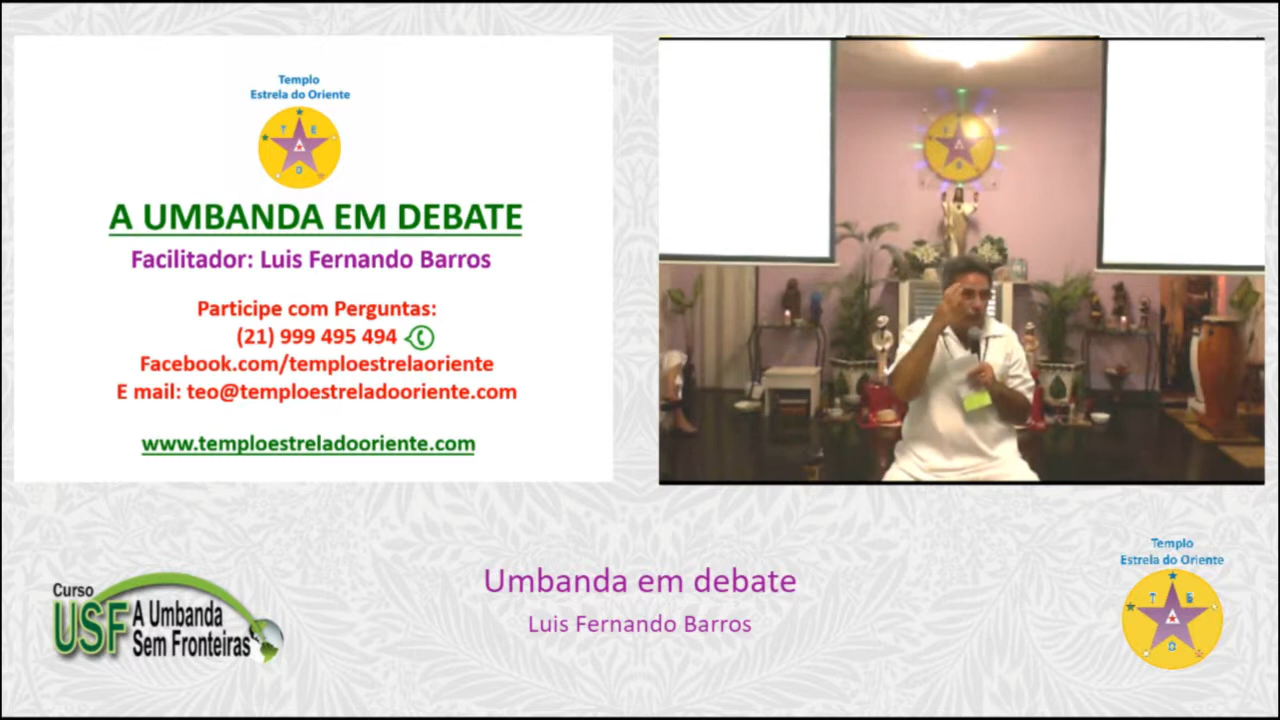 Templo
Estrela do Oriente
T E
O
A UMBANDA EM DEBATE
Facilitador: Luis Fernando Barros
Participe com Perguntas:
(21) 999 495 494
Facebook.com/temploestrelaoriente
E mail: teo@temploestreladooriente.com
www.temploestreladooriente.com
Curso
USF A Umbanda
Sem Fronteiras
Umbanda em debate
Luis Fernando Barros
Templo
Estrela do Oriente
T E
O